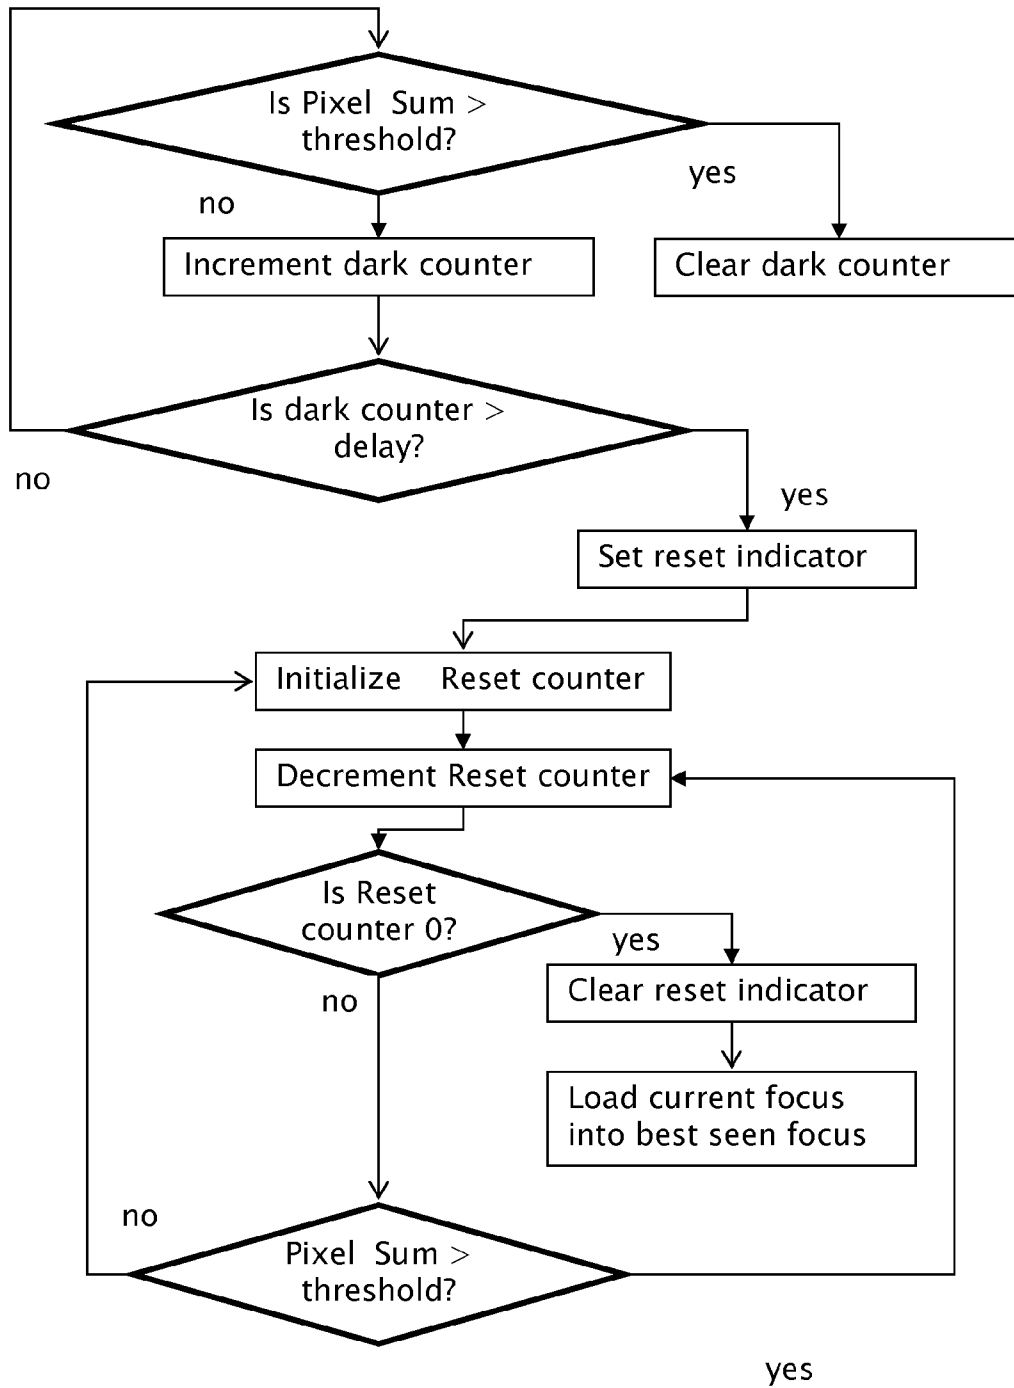 Is Pixel Sum >
threshold?
yes
no
Increment dark counter
Clear dark counter
Is dark counter >
delay?
no
yes
Set reset indicator
Initialize Reset counter
Decrement Reset counter
Is Reset
counter 0?
yes
Clear reset indicator
no
Load current focus
into best seen focus
no
Pixel Sum >
threshold?
yes